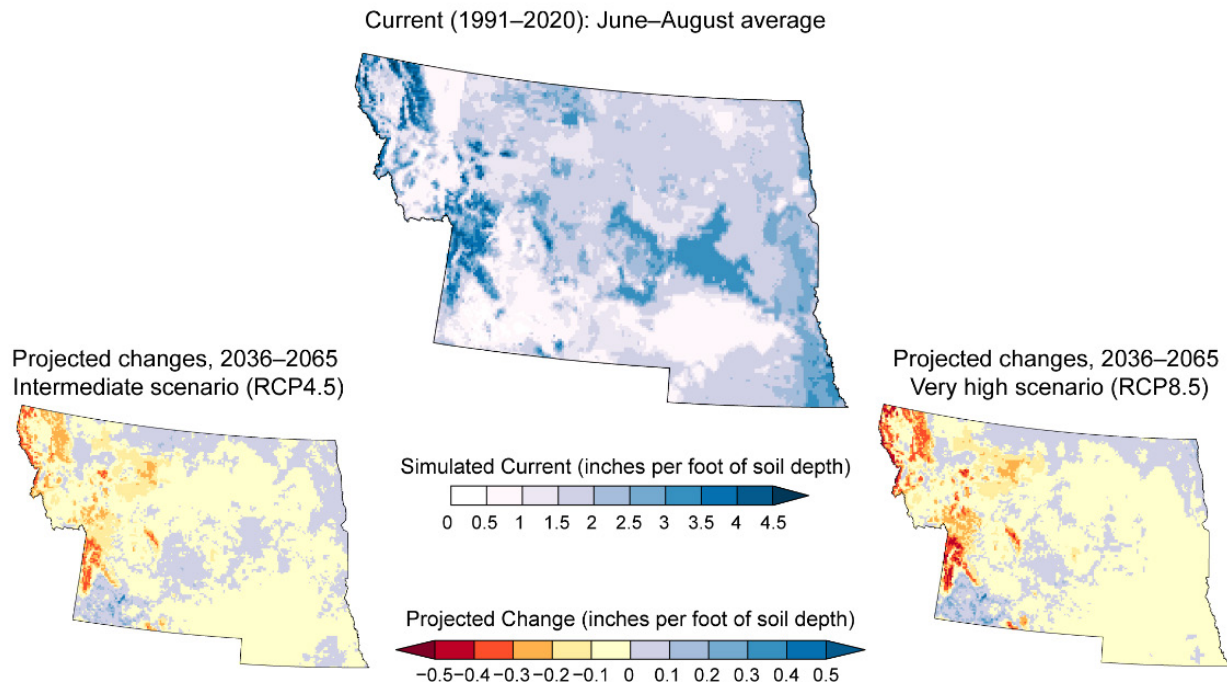 Current (1991–2020): June–August average
Projected changes, 2036–2065
Intermediate scenario (RCP4.5)
Projected changes, 2036–2065
Very high scenario (RCP8.5)
Simulated Current (inches per foot of soil depth)
0 0.5 1 1.5 2 2.5 3 3.5 4 4.5
Projected Change (inches per foot of soil depth)
−0.5 −0.4 −0.3 −0.2 −0.1 0 0.1 0.2 0.3 0.4 0.5